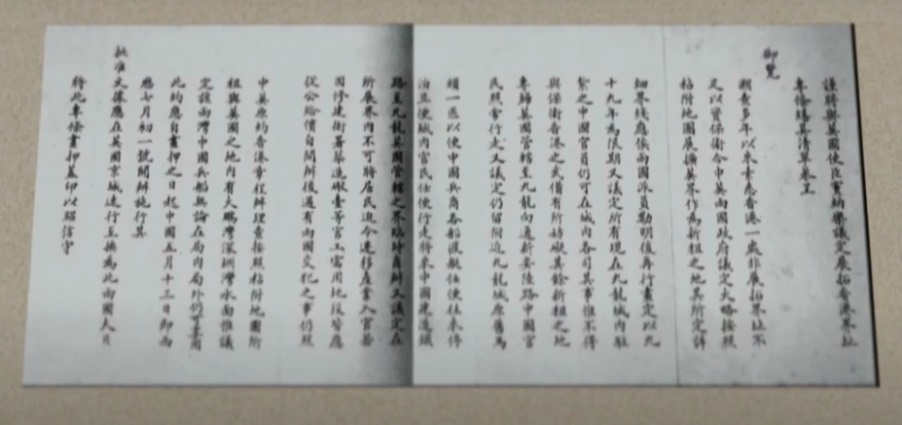 謹將與英國使臣竇納樂議定展拓香港界址
專條繕具清單恭呈
御覽
溯查多年以來素悉香港一處非展拓界址不
足以資保衛今中英兩國政府議定大略按照
粘附地圖展擴英界作為新租之地其所定詳
細界綫應俟兩國派員勘明後再行畫定以九
十九年為限期又議定所有現在九龍城內駐
紮之中國官員仍可在城內各司其事惟不得
與保衛香港之武備有所妨礙其餘新租之地
專歸英國管轄至九龍向通新安陸路中國官
民照常行走又議定仍留附近九龍城原舊馬
頭一區以便中國兵商各船渡艇任便往來停
泊且便城內官民任便行走將來中國建造鐵
路至九龍英國管轄之界臨時商辦又議定在
所展界內不可將居民迫令遷移產業入官若
因修建衙署築造礮臺等官工需用地段皆應
從公給價自開辦後遇有兩國交犯之事仍照
中英原約香港章程辦理查按照粘附地圖所
租與英國之地內有大鵬灣深圳灣水面惟議
定該兩灣中國兵船無論在局內局外仍可享用
此約應自畫押之日起中國五月十三日即西
歷七月初一號開辦施行其
批准文據應在英國京城速行互換為此兩國大員
將此專條畫押蓋印以昭信守